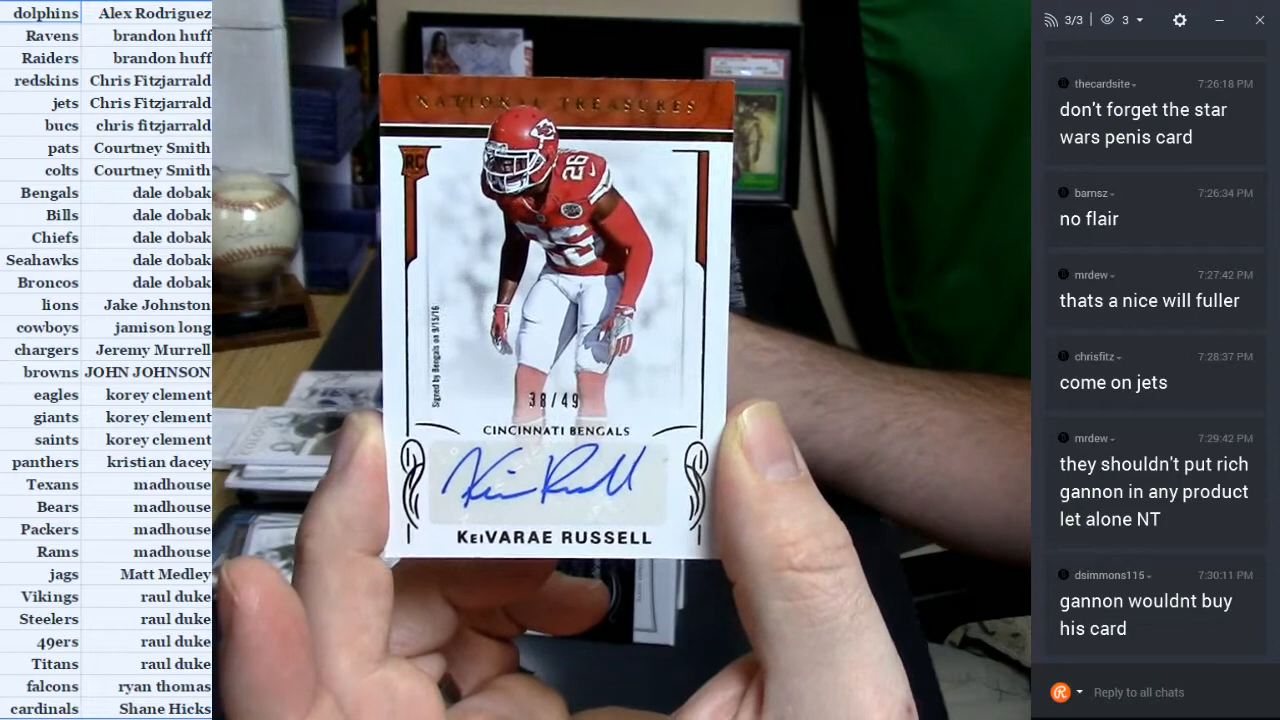 dolphins Alex Rodriguez
Ravens brandon huff
Raiders brandon huff
redskins Chris Fitzjarrald
jets Chris Fitzjarrald
bucs chris fitzjarrald
pats Courtney Smith
colts Courtney Smith
Bengals dale dobak
Bills dale dobak
Chiefs dale dobak
Seahawks dale dobak
Broncos dale dobak
lions Jake Johnston
cowboys jamison long
chargers Jeremy Murrell
browns JOHN JOHNSON
eagles korey clement
giants korey clement
saints korey clement
panthers kristian dacey
Texans madhouse
Bears madhouse
Packers madhouse
Rams madhouse
jags Matt Medley
Vikings raul duke
Steelers raul duke
49ers raul duke
Titans raul duke
falcons ryan thomas
cardinals Shane Hicks
NATIONAL TREASURES
RC
26
Signed by Bengals on 9/15/16
38/49
CINCINNATI BENGALS
KEIVARAE RUSSELL
3/3 3
thecardsite 7:26:18 PM
don't forget the star
wars penis card
barnsz 7:26:34 PM
no flair
mrdew 7:27:42 PM
thats a nice will fuller
chrisfitz 7:28:37 PM
come on jets
mrdew 7:29:42 PM
they shouldn't put rich
gannon in any product
let alone NT
dsimmons115 7:30:11 PM
gannon wouldnt buy
his card
Reply to all chats